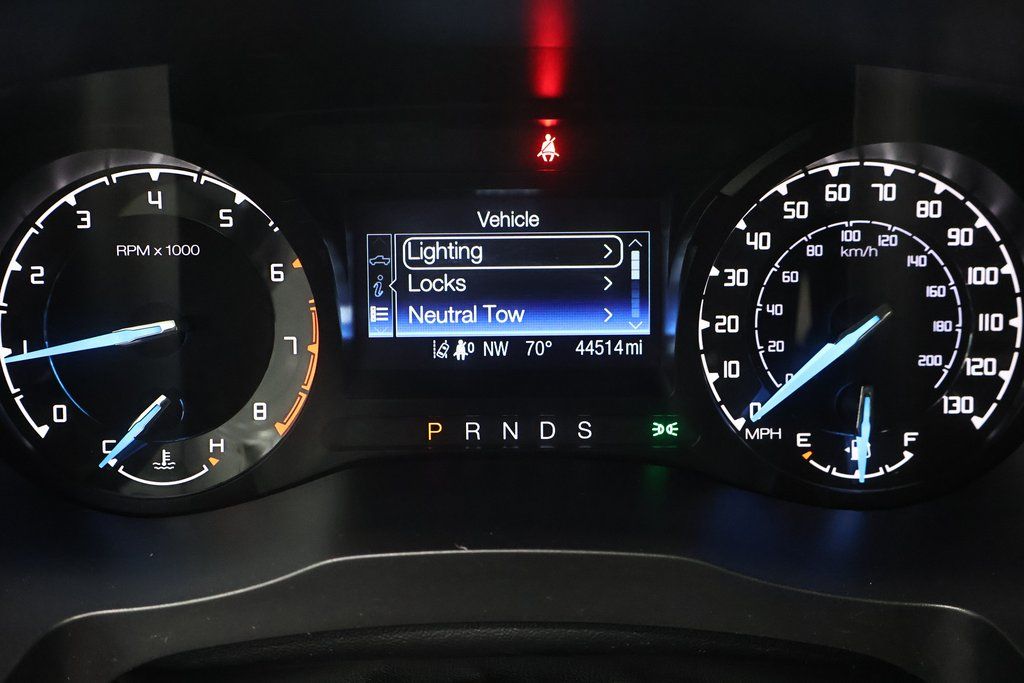 Vehicle
Lighting
Locks
Neutral Tow
NW 70° 44514 mi
P R N D S
RPM x 1000
0 1 2 3 4 5 6 7 8
C H
0 10 20 30 40 50 60 70 80 90 100 110 120 130
MPH
0 20 40 60 80 100 120 140 160 180 200
km/h
E F